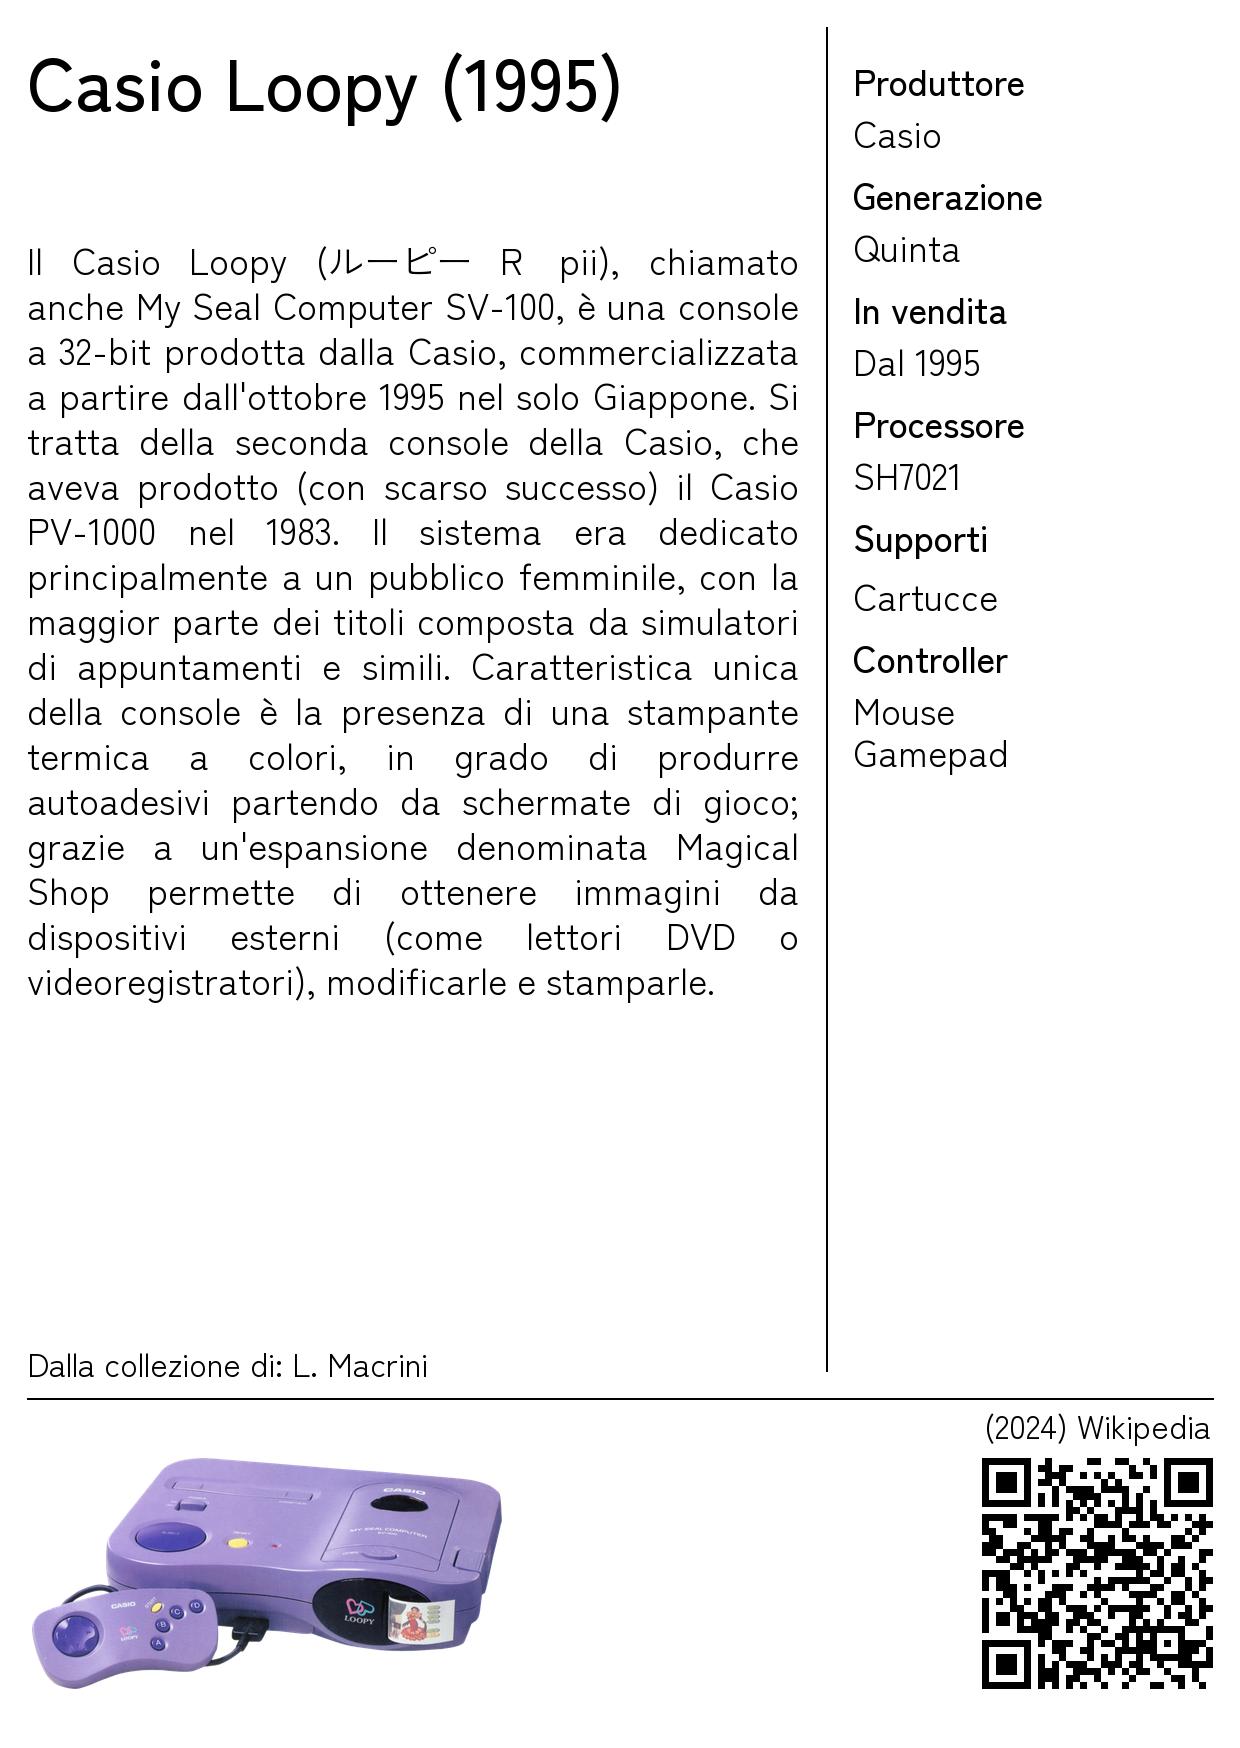 Casio Loopy (1995)
Il Casio Loopy (ルーピー R pii), chiamato
anche My Seal Computer SV-100, è una console
a 32-bit prodotta dalla Casio, commercializzata
a partire dall'ottobre 1995 nel solo Giappone. Si
tratta della seconda console della Casio, che
aveva prodotto (con scarso successo) il Casio
PV-1000 nel 1983. Il sistema era dedicato
principalmente a un pubblico femminile, con la
maggior parte dei titoli composta da simulatori
di appuntamenti e simili. Caratteristica unica
della console è la presenza di una stampante
termica a colori, in grado di produrre
autoadesivi partendo da schermate di gioco;
grazie a un'espansione denominata Magical
Shop permette di ottenere immagini da
dispositivi esterni (come lettori DVD o
videoregistratori), modificarle e stamparle.
Dalla collezione di: L. Macrini
Produttore
Casio
Generazione
Quinta
In vendita
Dal 1995
Processore
SH7021
Supporti
Cartucce
Controller
Mouse
Gamepad
(2024) Wikipedia
CASIO
MY SEAL COMPUTER
LOOPY
CASIO
START
LOOPY
A
B
C
D